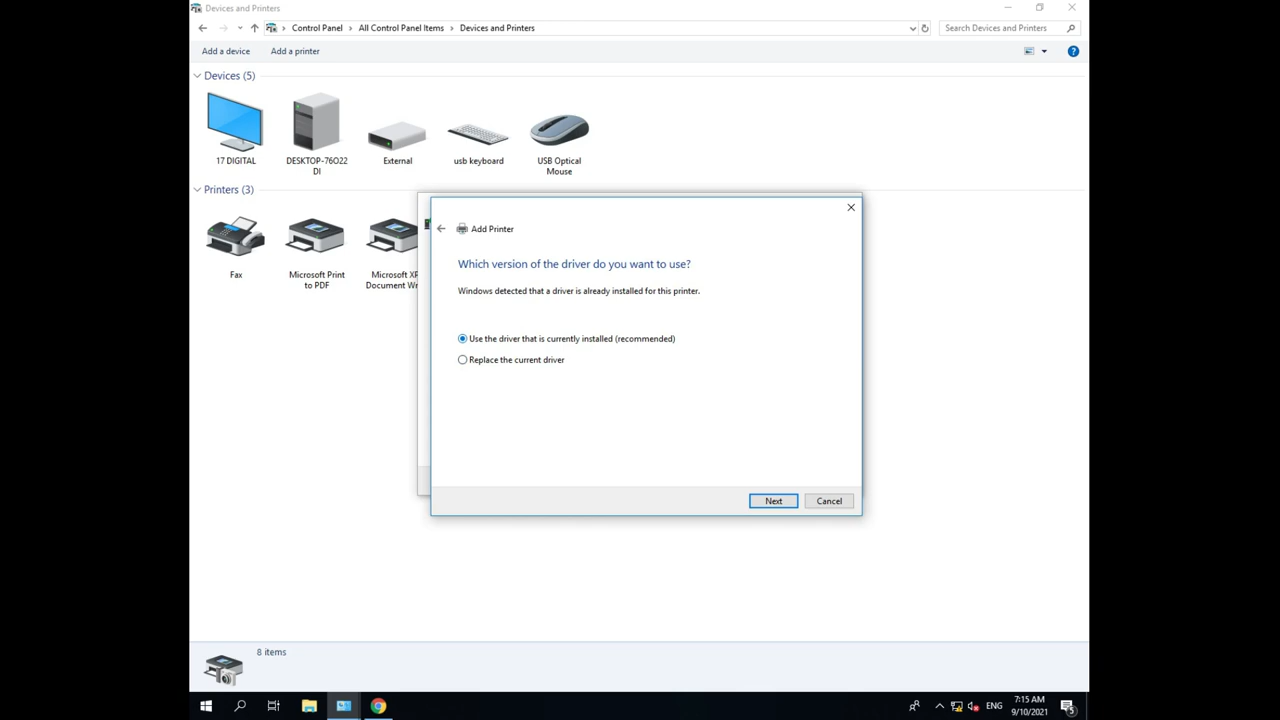 Devices and Printers
Control Panel > All Control Panel Items > Devices and Printers
Search Devices and Printers
Add a device Add a printer
Devices (5)
17 DIGITAL
DESKTOP-76O22
DI
External
usb keyboard
USB Optical
Mouse
Printers (3)
Fax
Microsoft Print
to PDF
Microsoft XP
Document Wr
Add Printer
Which version of the driver do you want to use?
Windows detected that a driver is already installed for this printer.
Use the driver that is currently installed (recommended)
Replace the current driver
Next Cancel
8 items
ENG
7:15 AM
9/10/2021
5